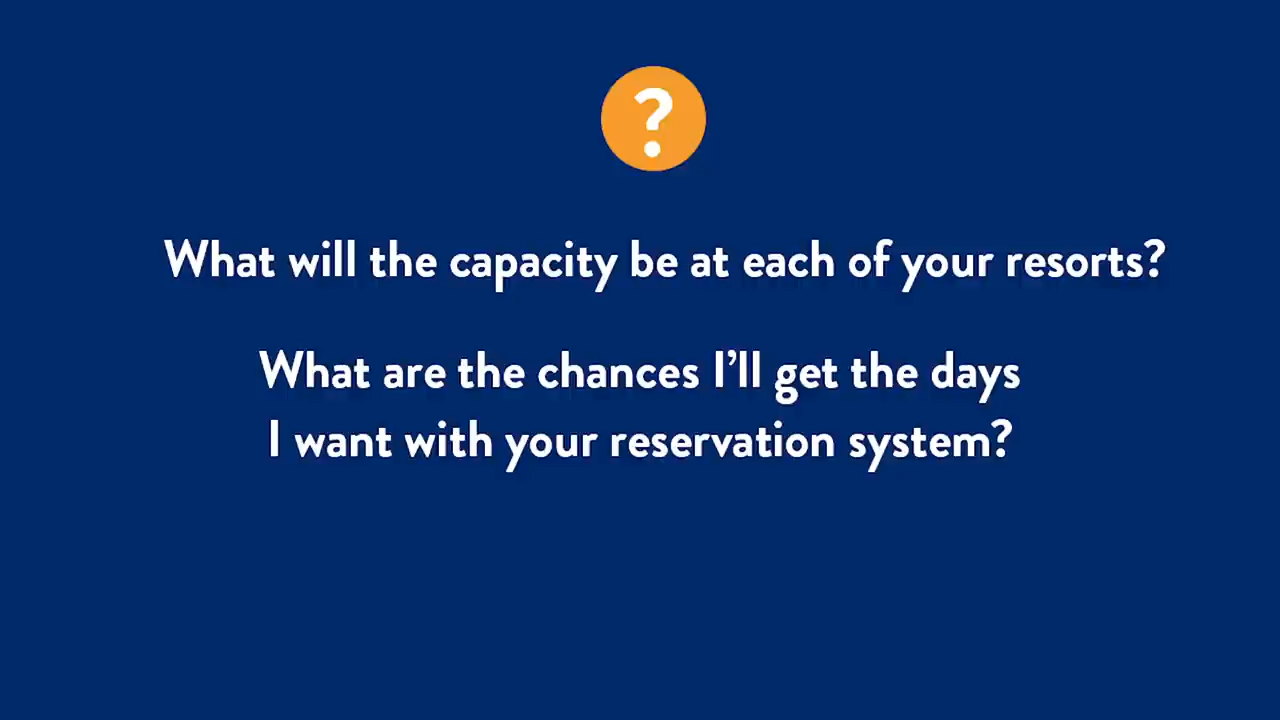 ?
What will the capacity be at each of your resorts?
What are the chances I’ll get the days
I want with your reservation system?